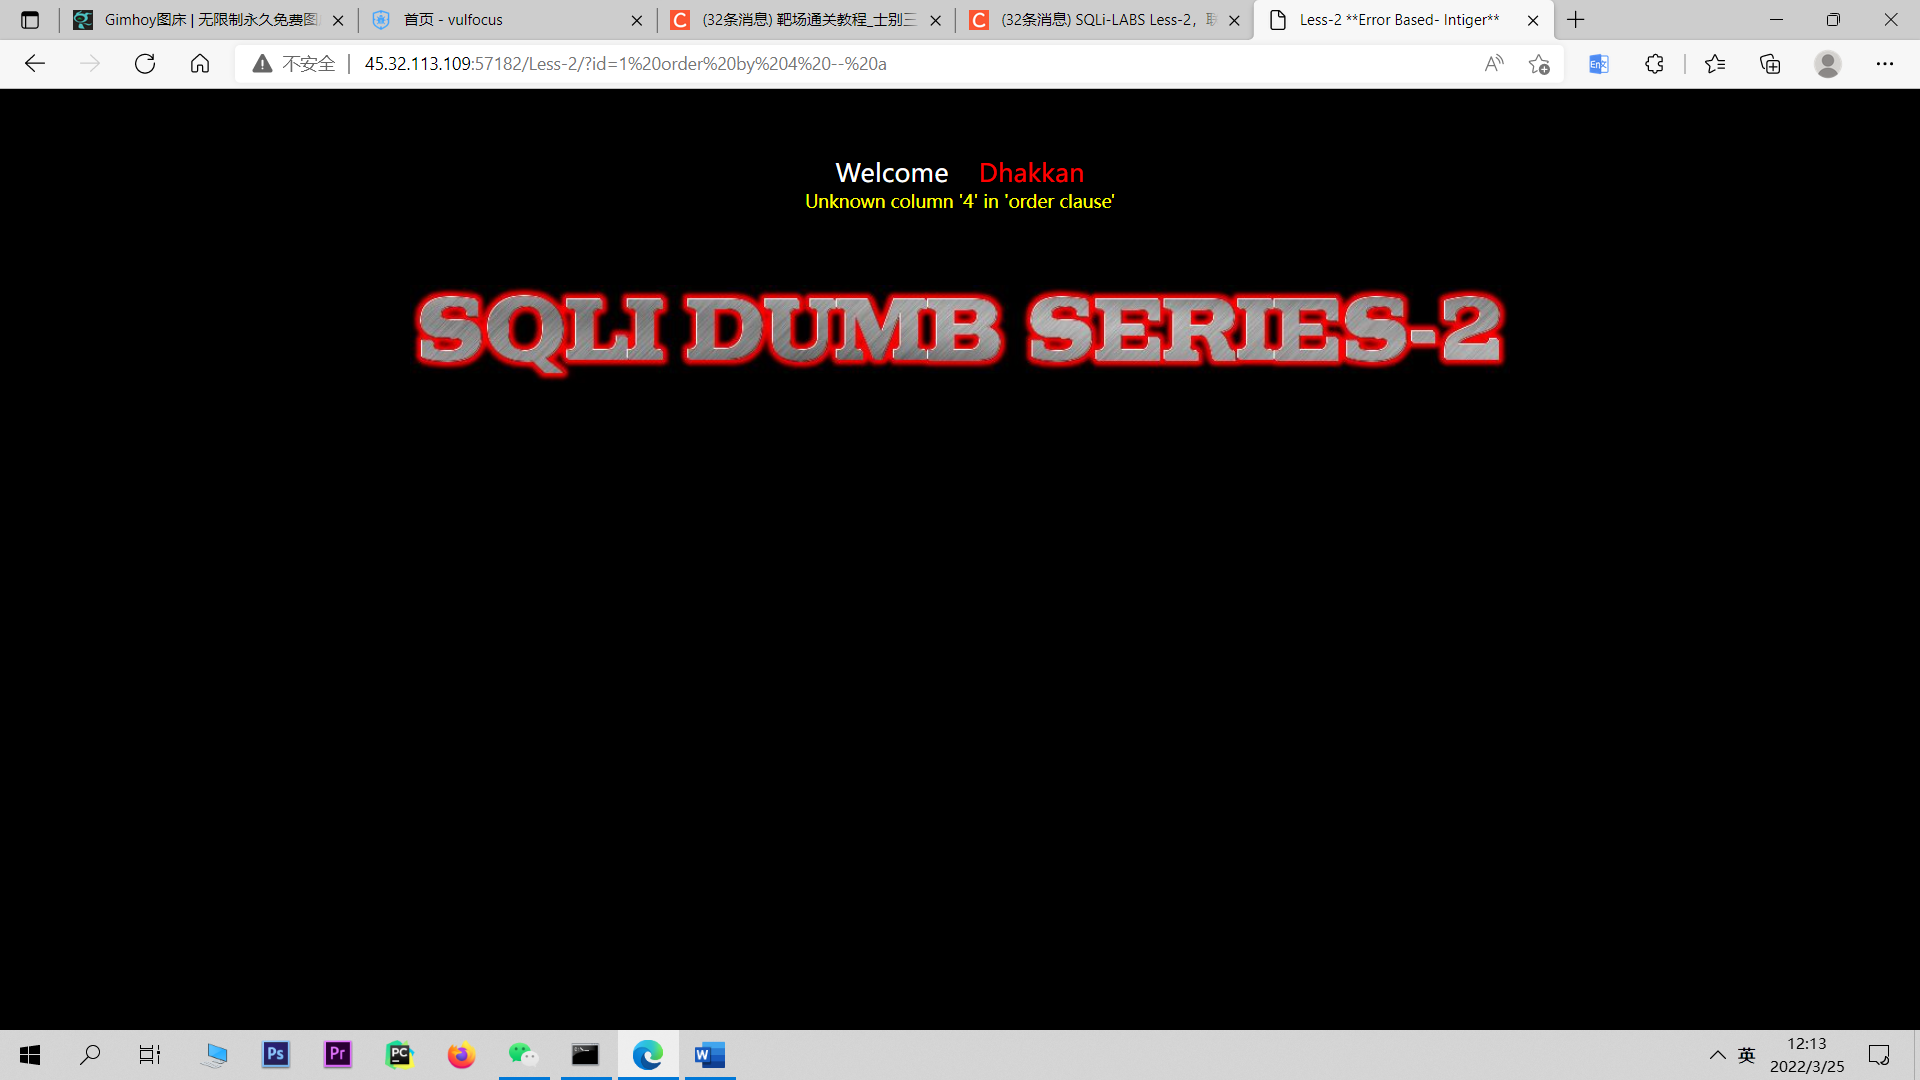 Gimhoy图床 | 无限制永久免费图
首页 - vulfocus
(32条消息) 靶场通关教程_士别三
(32条消息) SQLi-LABS Less-2，
Less-2 **Error Based- Intiger**
不安全
45.32.113.109:57182/Less-2/?id=1%20order%20by%204%20--%20a
Welcome Dhakkan
Unknown column '4' in 'order clause'
SQLI DUMB SERIES-2
Ps
Pr
PC
W
英
12:13
2022/3/25